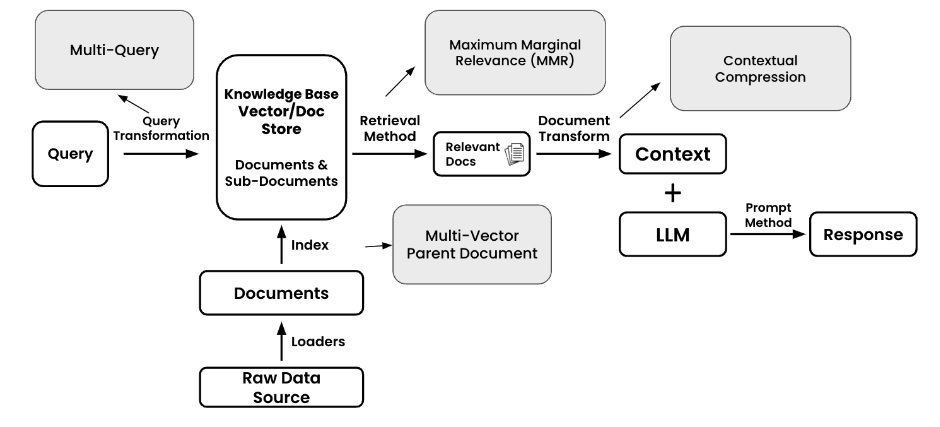 Multi-Query
Maximum Marginal
Relevance (MMR)
Contextual
Compression
Knowledge Base
Vector/Doc
Store
Documents &
Sub-Documents
Query
Transformation
Query
Retrieval
Method
Relevant
Docs
Document
Transform
Context
+
LLM
Prompt
Method
Response
Index
Multi-Vector
Parent Document
Documents
Loaders
Raw Data
Source